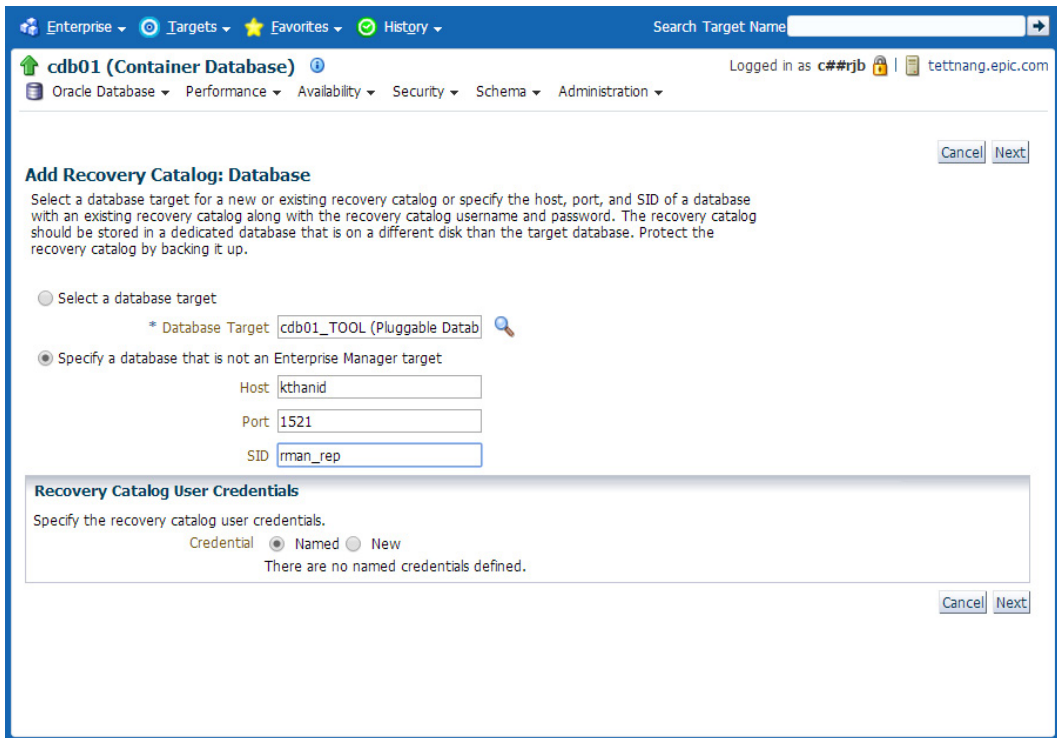 Enterprise Targets Favorites History Search Target Name
cdb01 (Container Database) Logged in as c##rjb | tettnang.epic.com
Oracle Database Performance Availability Security Schema Administration
Cancel Next
Add Recovery Catalog: Database
Select a database target for a new or existing recovery catalog or specify the host, port, and SID of a database
with an existing recovery catalog along with the recovery catalog username and password. The recovery catalog
should be stored in a dedicated database that is on a different disk than the target database. Protect the
recovery catalog by backing it up.
Select a database target
* Database Target cdb01_TOOL (Pluggable Datab
Specify a database that is not an Enterprise Manager target
Host kthanid
Port 1521
SID rman_rep
Recovery Catalog User Credentials
Specify the recovery catalog user credentials.
Credential Named New
There are no named credentials defined.
Cancel Next